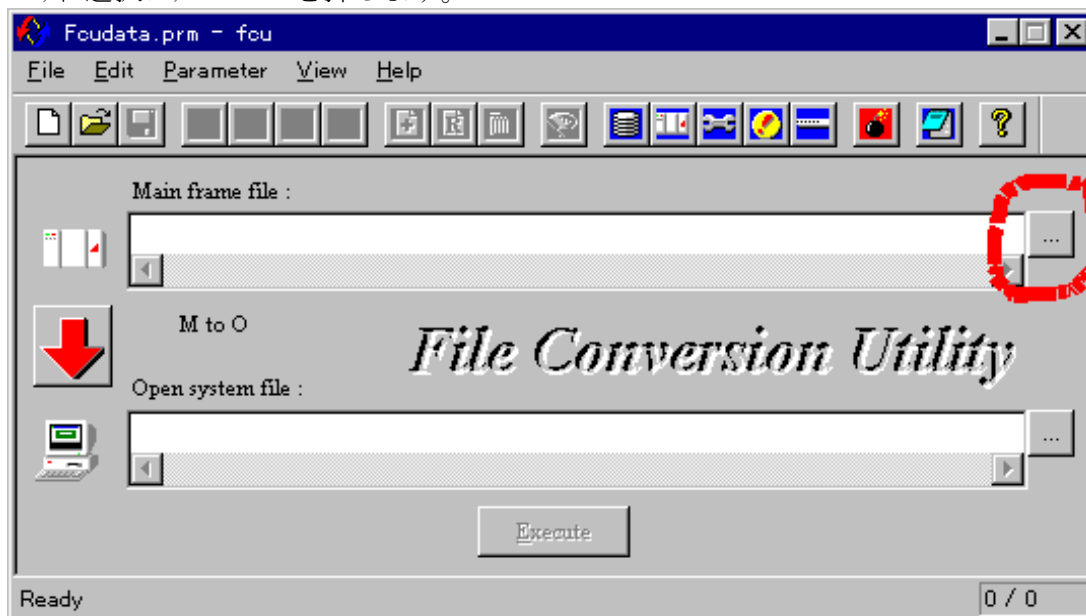 Fcudata.prm - fcu
File Edit Parameter View Help
Main frame file :
...
M to O
File Conversion Utility
Open system file :
...
Execute
Ready
0 / 0